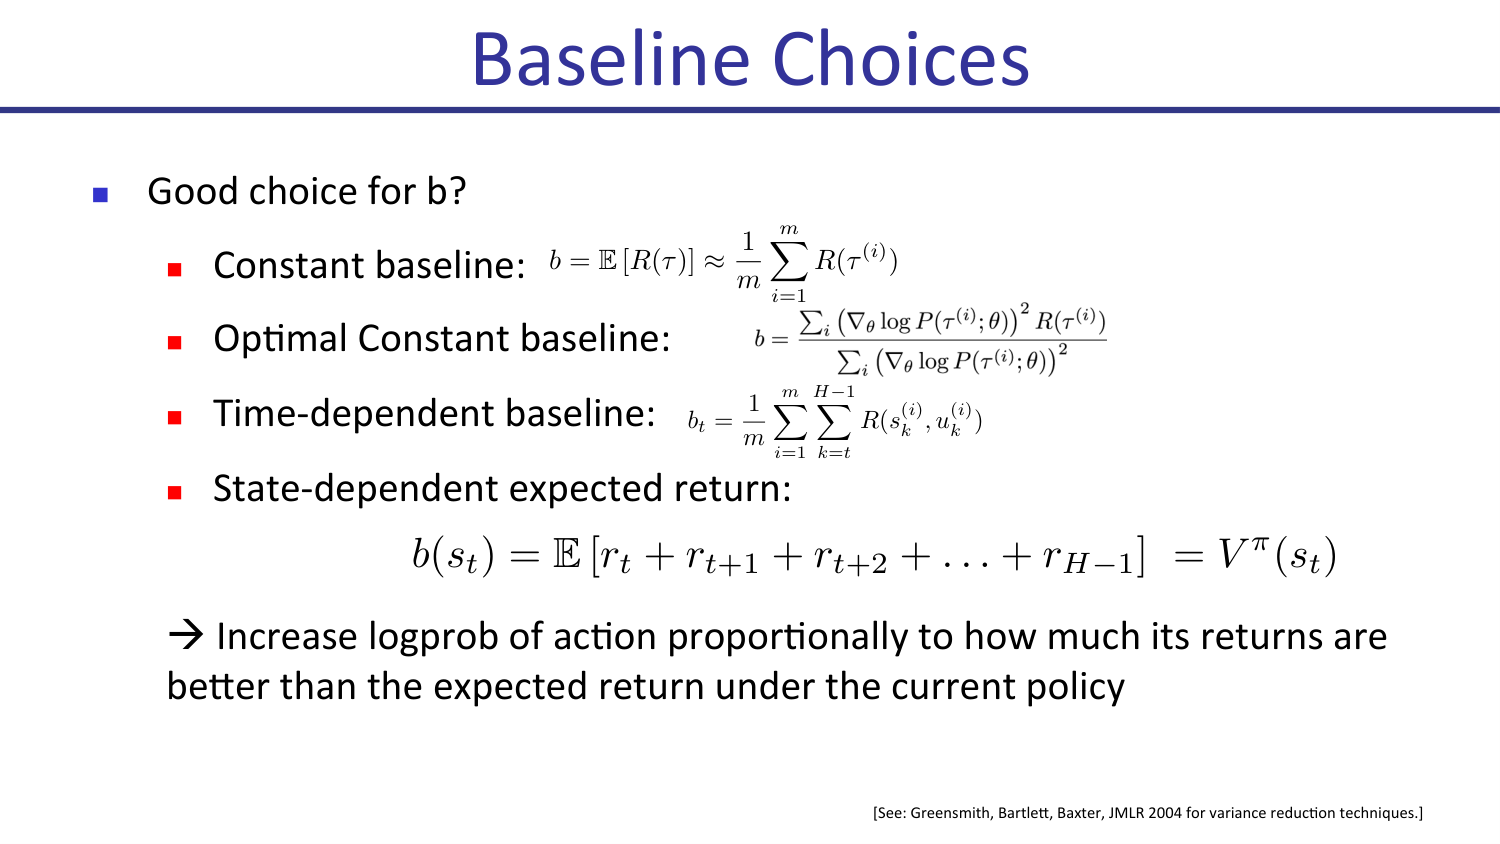 Baseline Choices
Good choice for b?
Constant baseline: $b = \mathbb{E}\left[R(\tau)\right] \approx \frac{1}{m} \sum_{i=1}^{m} R(\tau^{(i)})$
Optimal Constant baseline: $b = \frac{\sum_i \left(\nabla_\theta \log P(\tau^{(i)};\theta)\right)^2 R(\tau^{(i)})}{\sum_i \left(\nabla_\theta \log P(\tau^{(i)};\theta)\right)^2}$
Time-dependent baseline: $b_t = \frac{1}{m} \sum_{i=1}^{m} \sum_{k=t}^{H-1} R(s_k^{(i)}, u_k^{(i)})$
State-dependent expected return:
$b(s_t) = \mathbb{E}\left[r_t + r_{t+1} + r_{t+2} + \ldots + r_{H-1}\right] = V^\pi(s_t)$
→ Increase logprob of action proportionally to how much its returns are
better than the expected return under the current policy
[See: Greensmith, Bartlett, Baxter, JMLR 2004 for variance reduction techniques.]